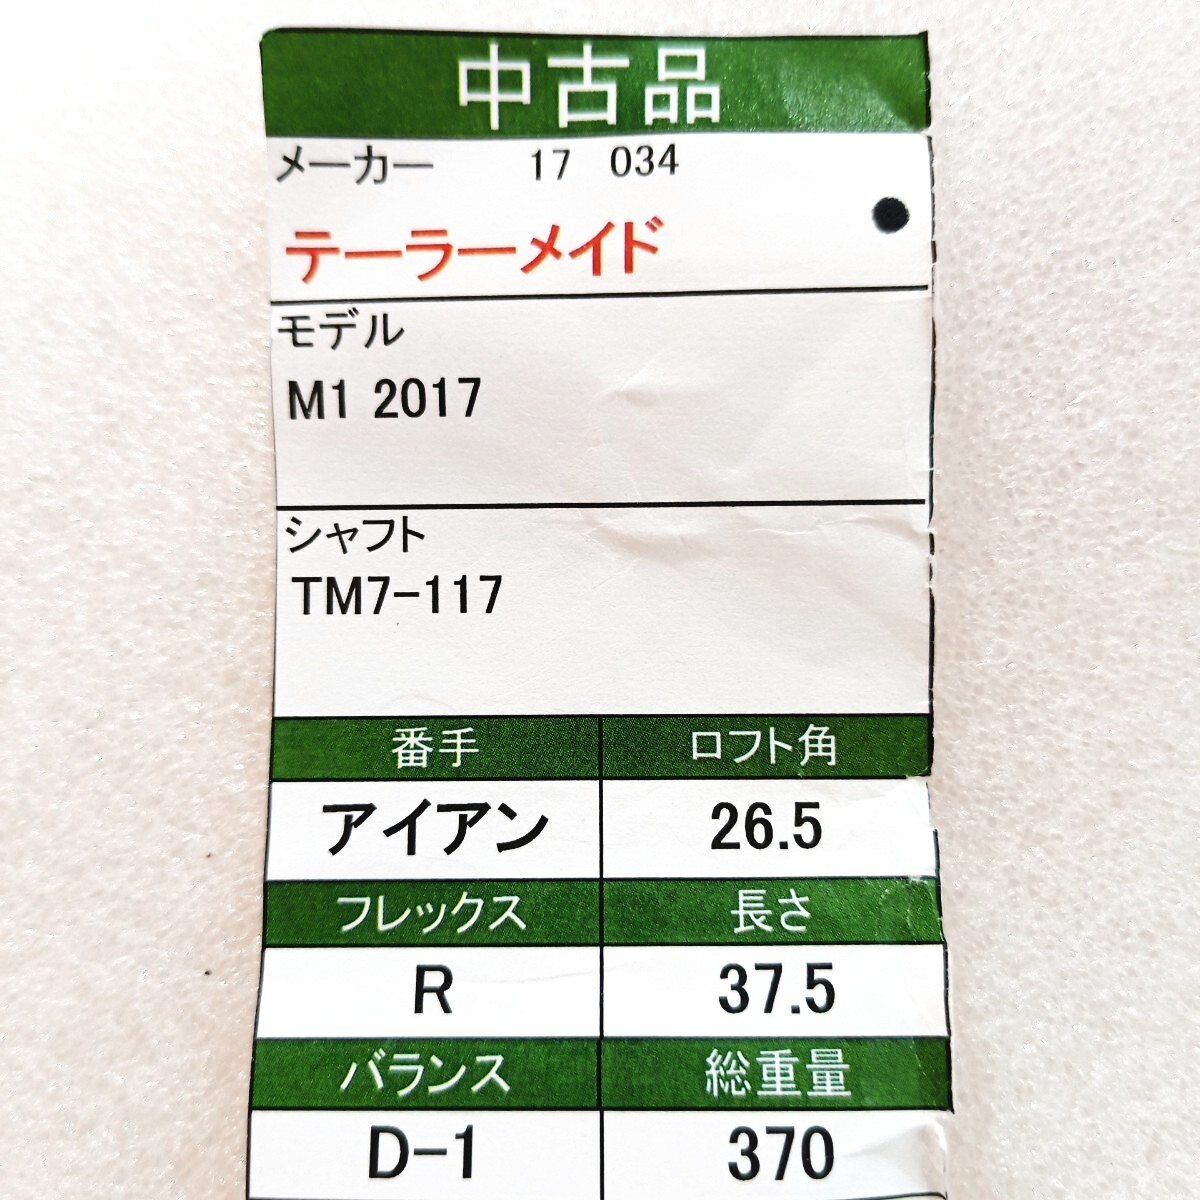 中古品
メーカー 17 034
テーラーメイド
モデル
M1 2017
シャフト
TM7-117
番手 ロフト角
アイアン 26.5
フレックス 長さ
R 37.5
バランス 総重量
D-1 370